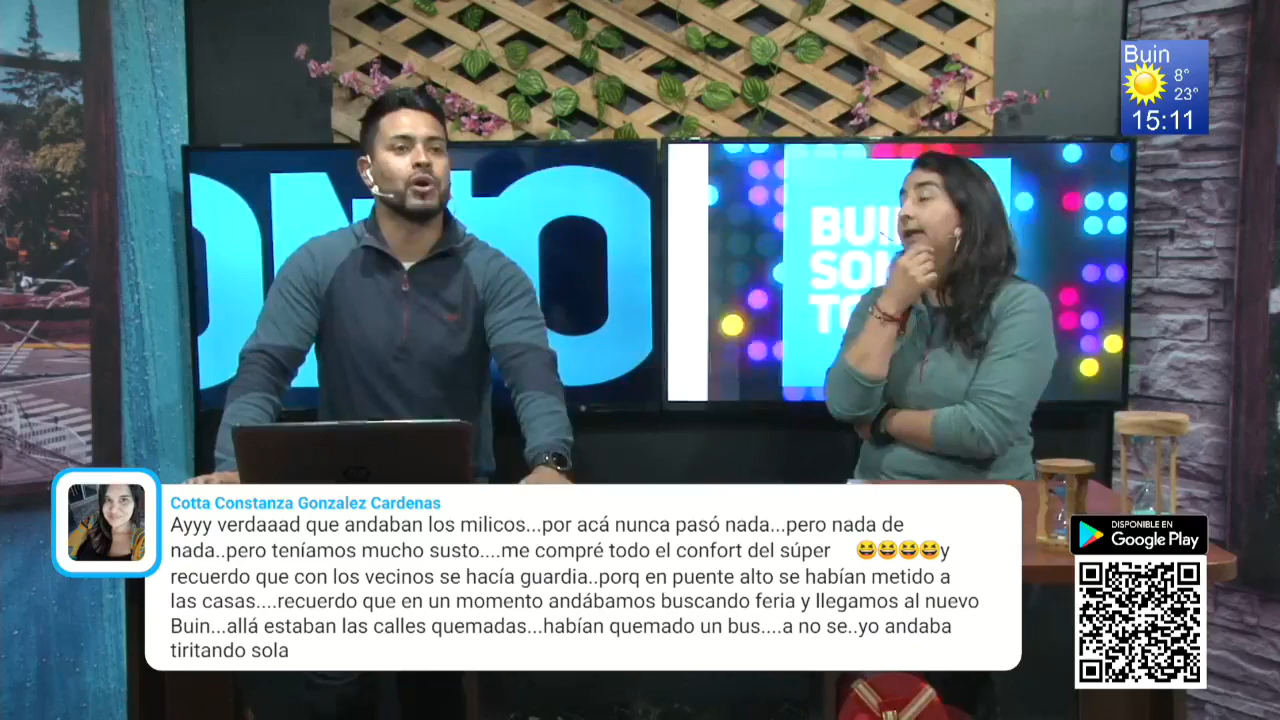 Buin
8°
23°
15:11
ONTO
BUIN
SON
TO
Cotta Constanza Gonzalez Cardenas
Ayyy verdaaad que andaban los milicos...por acá nunca pasó nada...pero nada de
nada..pero teníamos mucho susto....me compré todo el confort del súper 😆😆😆😆y
recuerdo que con los vecinos se hacía guardia..porq en puente alto se habían metido a
las casas....recuerdo que en un momento andábamos buscando feria y llegamos al nuevo
Buin...allá estaban las calles quemadas...habían quemado un bus....a no se..yo andaba
tiritando sola
DISPONIBLE EN
Google Play